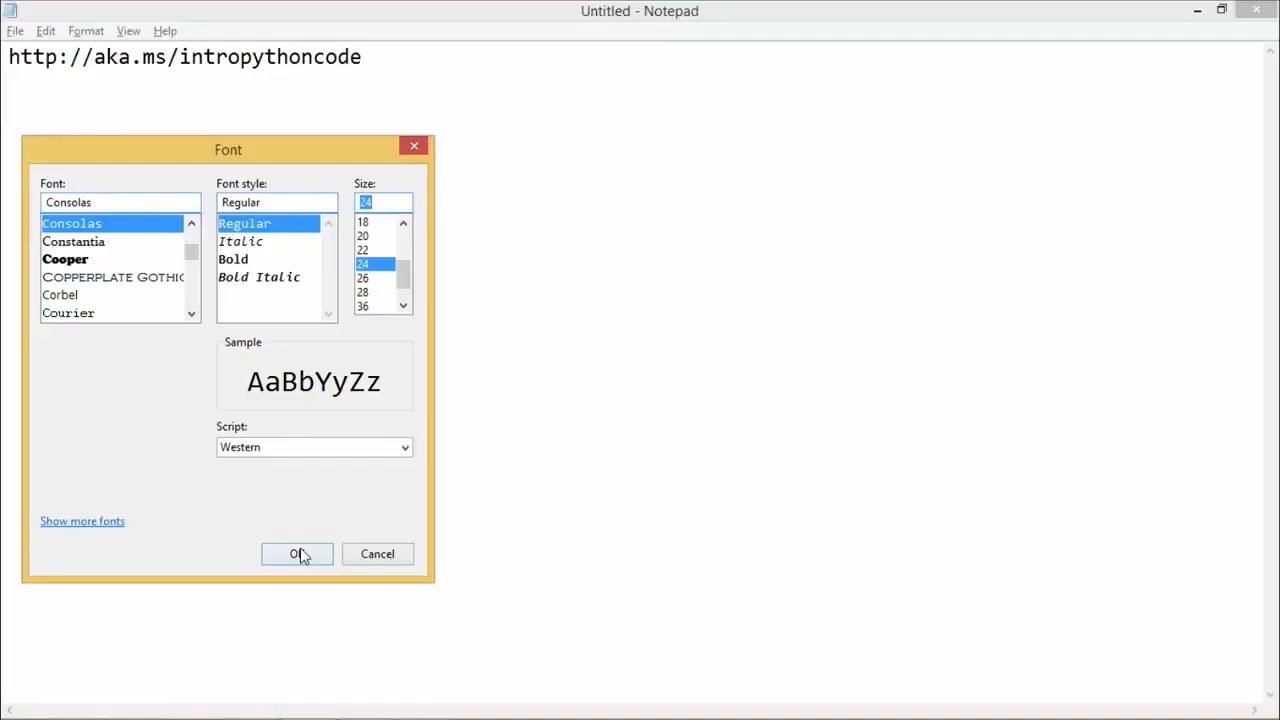 Untitled - Notepad
File Edit Format View Help
http://aka.ms/intropythoncode
Font
Font: Font style: Size:
Consolas Regular 24
Consolas Regular 18
Constantia Italic 20
Cooper Bold 22
COPPERPLATE GOTHIC Bold Italic 24
Corbel 26
Courier 28
36
Sample
AaBbYyZz
Script:
Western
Show more fonts
OK Cancel